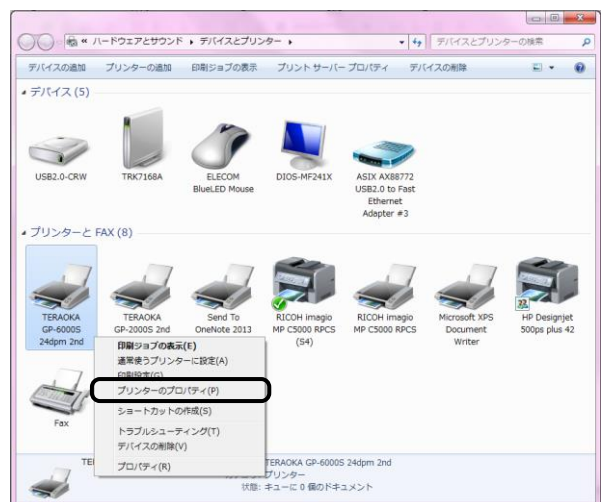 « ハードウェアとサウンド ▸ デバイスとプリンター ▸
デバイスとプリンターの検索
デバイスの追加 プリンターの追加 印刷ジョブの表示 プリント サーバー プロパティ デバイスの削除
デバイス (5)
USB2.0-CRW
TRK7168A
ELECOM
BlueLED Mouse
DIOS-MF241X
ASIX AX88772
USB2.0 to Fast
Ethernet
Adapter #3
プリンターと FAX (8)
TERAOKA
GP-6000S
24dpm 2nd
TERAOKA
GP-2000S 2nd
Send To
OneNote 2013
RICOH imagio
MP C5000 RPCS
(S4)
RICOH imagio
MP C5000 RPCS
Microsoft XPS
Document
Writer
HP Designjet
500ps plus 42
印刷ジョブの表示(E)
通常使うプリンターに設定(A)
印刷設定(G)
プリンターのプロパティ(P)
ショートカットの作成(S)
トラブルシューティング(T)
デバイスの削除(V)
プロパティ(R)
Fax
TE
TERAOKA GP-6000S 24dpm 2nd
プリンター
状態: キューに 0 個のドキュメント